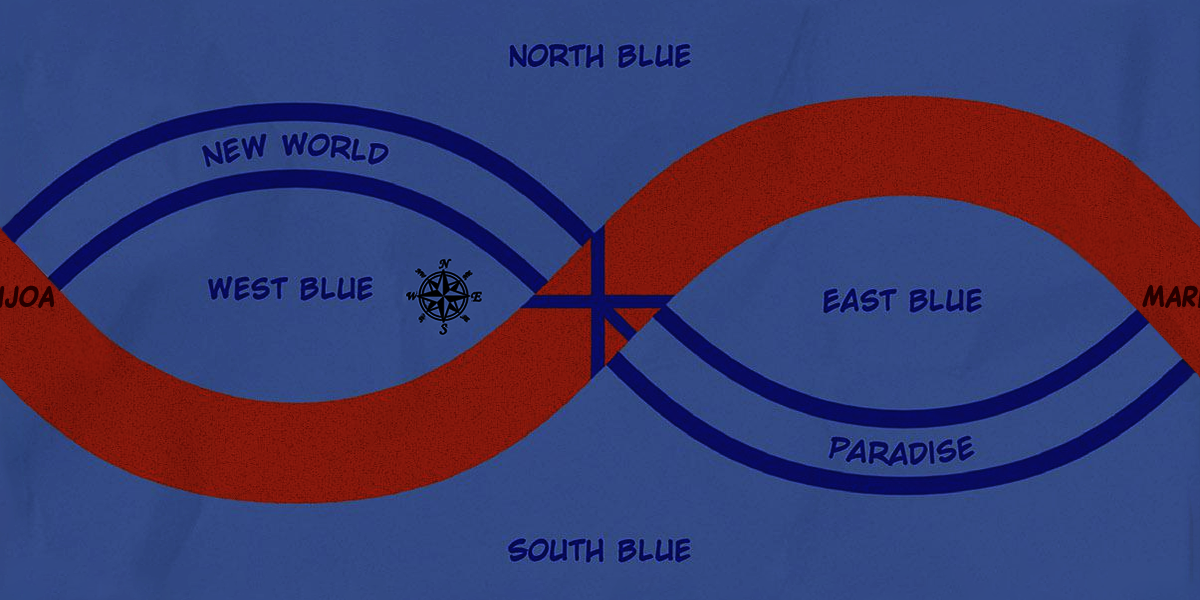 NORTH BLUE
NEW WORLD
WEST BLUE
N
W E
S
EAST BLUE
IJOA
MAR
PARADISE
SOUTH BLUE